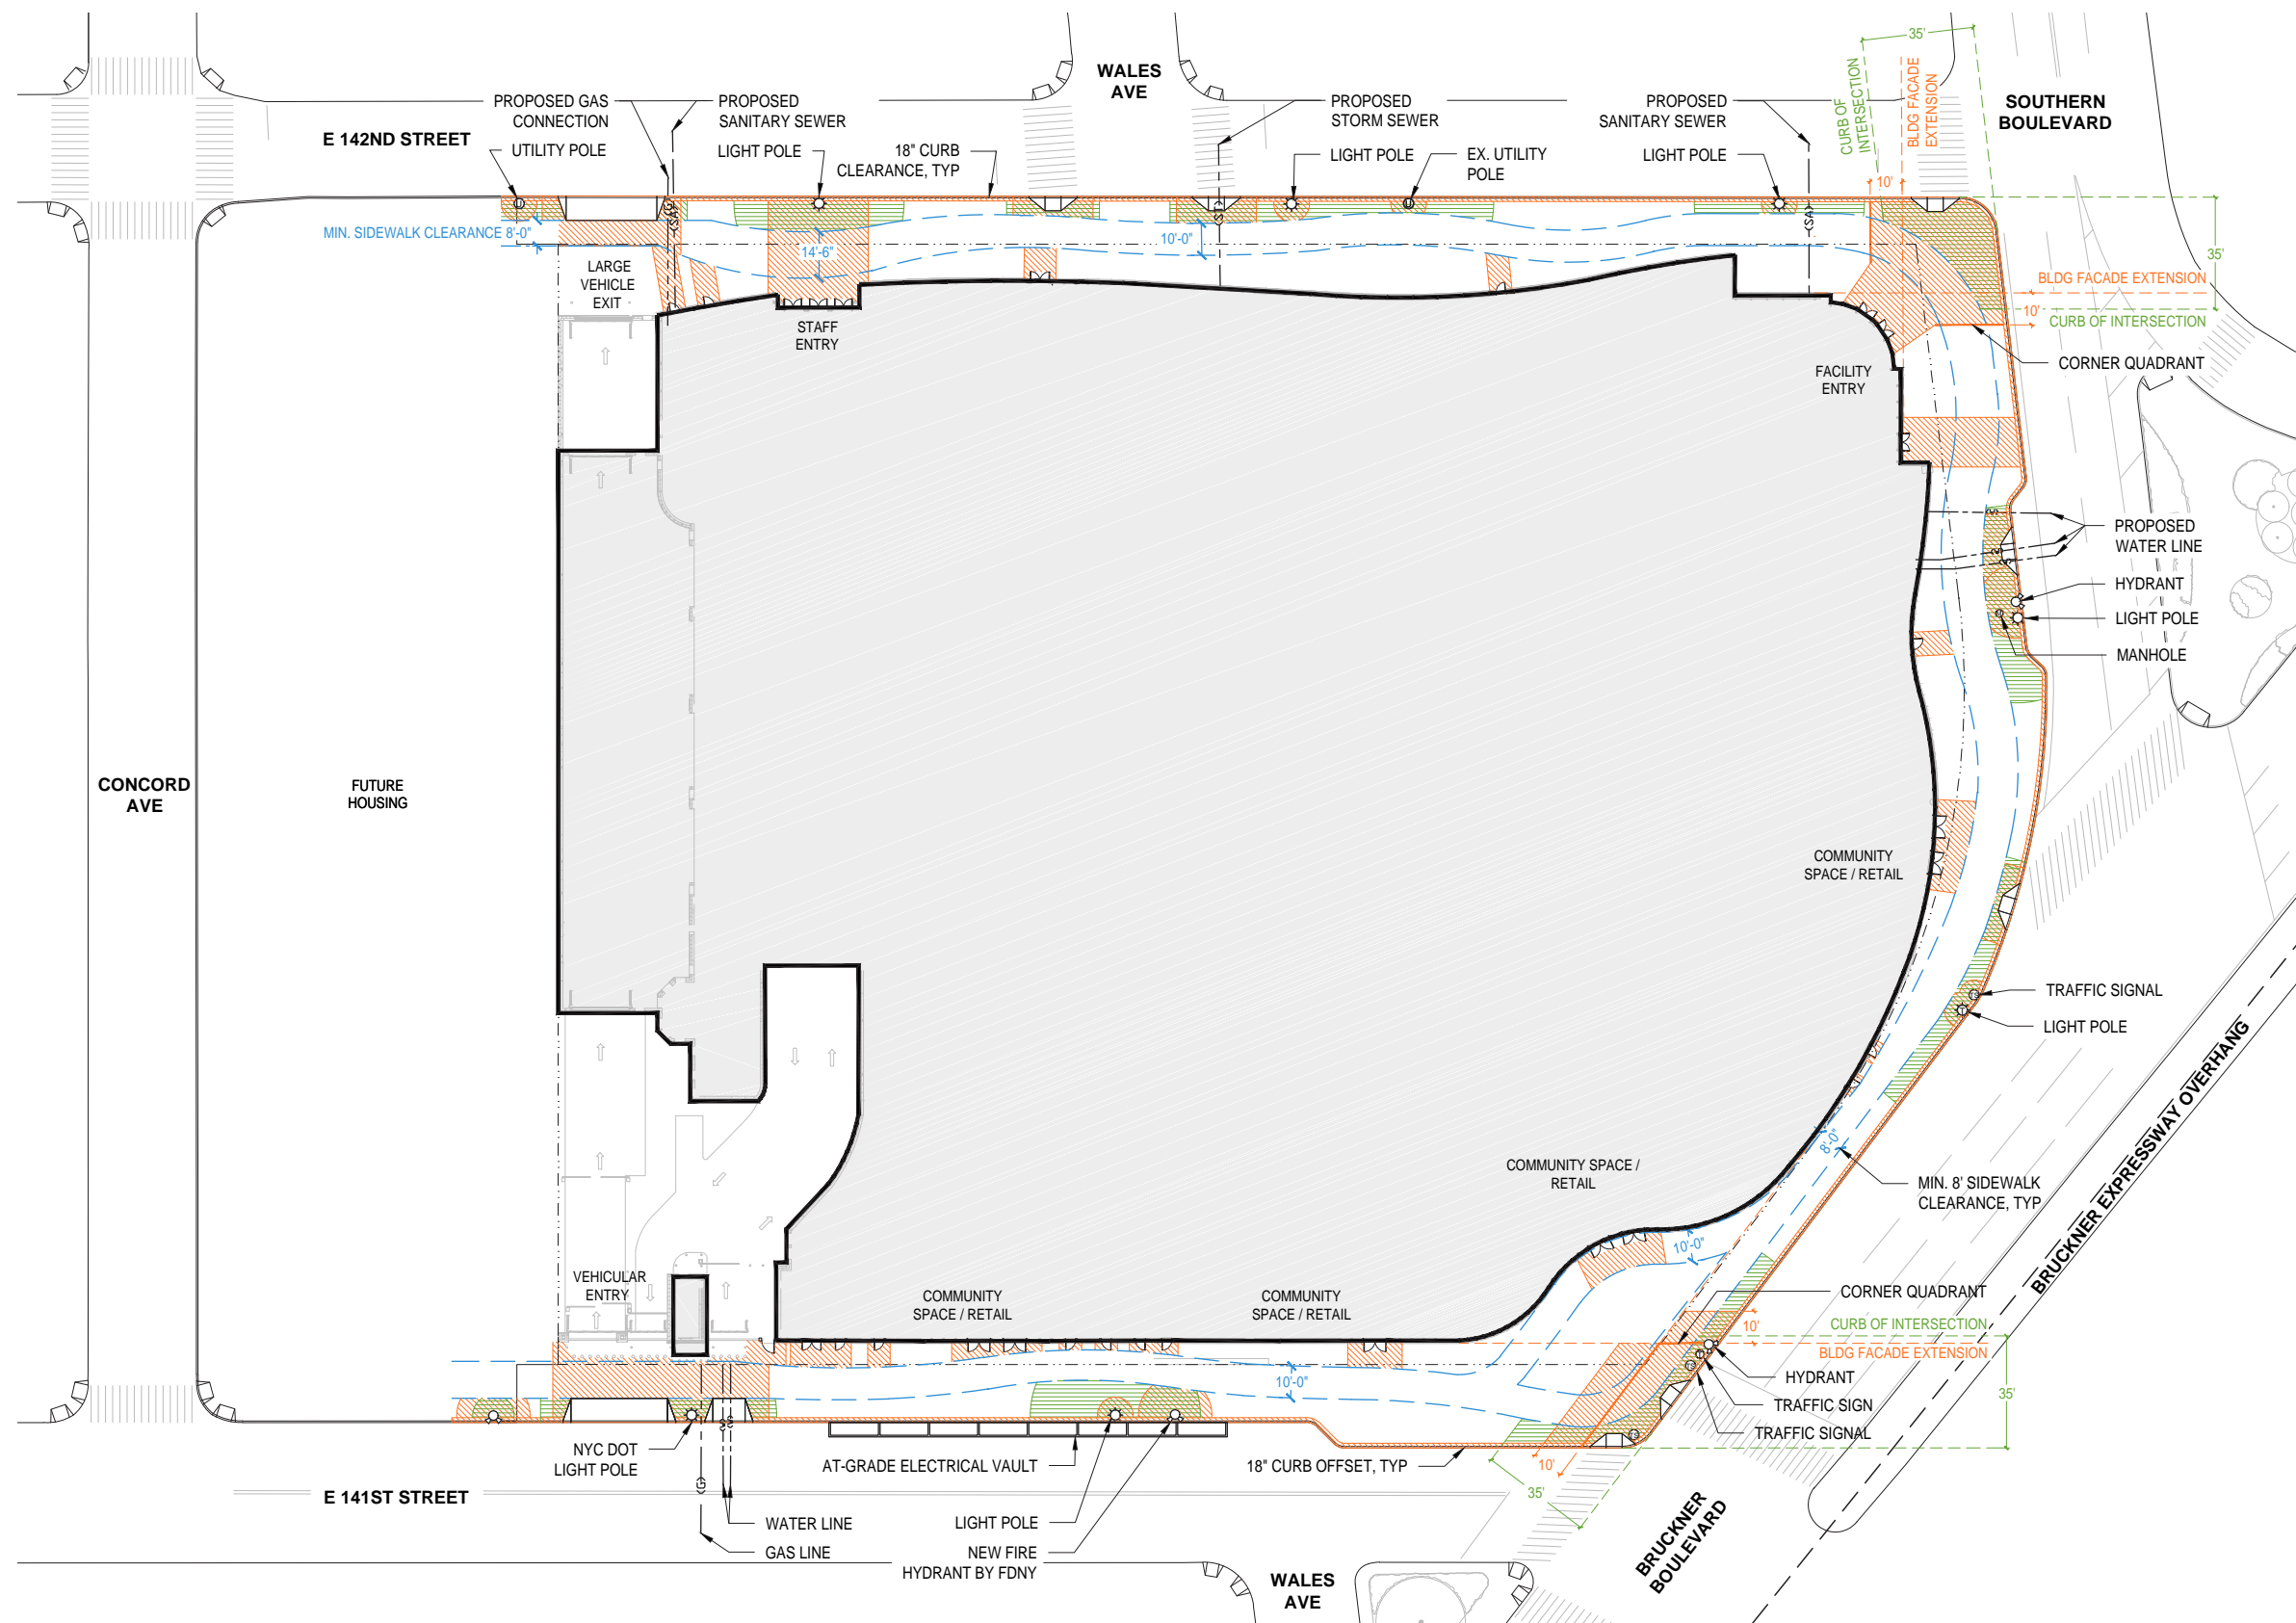 35'
WALES
AVE
CURB OF
INTERSECTION
BLDG FACADE
EXTENSION
SOUTHERN
BOULEVARD
PROPOSED GAS
CONNECTION
PROPOSED
SANITARY SEWER
PROPOSED
STORM SEWER
PROPOSED
SANITARY SEWER
E 142ND STREET
UTILITY POLE
LIGHT POLE
18" CURB
CLEARANCE, TYP
LIGHT POLE
EX. UTILITY
POLE
LIGHT POLE
10'
MIN. SIDEWALK CLEARANCE 8'-0"
14'-6"
10'-0"
35'
LARGE
VEHICLE
EXIT
BLDG FACADE EXTENSION
10'
CURB OF INTERSECTION
STAFF
ENTRY
CORNER QUADRANT
FACILITY
ENTRY
PROPOSED
WATER LINE
HYDRANT
LIGHT POLE
MANHOLE
CONCORD
AVE
FUTURE
HOUSING
COMMUNITY
SPACE / RETAIL
TRAFFIC SIGNAL
LIGHT POLE
BRUCKNER EXPRESSWAY OVERHANG
8'-0"
COMMUNITY SPACE /
RETAIL
MIN. 8' SIDEWALK
CLEARANCE, TYP
10'-0"
VEHICULAR
ENTRY
COMMUNITY
SPACE / RETAIL
COMMUNITY
SPACE / RETAIL
CORNER QUADRANT
10'
CURB OF INTERSECTION
BLDG FACADE EXTENSION
HYDRANT
10'-0"
35'
TRAFFIC SIGN
TRAFFIC SIGNAL
NYC DOT
LIGHT POLE
AT-GRADE ELECTRICAL VAULT
18" CURB OFFSET, TYP
10'
35'
E 141ST STREET
WATER LINE
GAS LINE
LIGHT POLE
NEW FIRE
HYDRANT BY FDNY
BRUCKNER
BOULEVARD
WALES
AVE